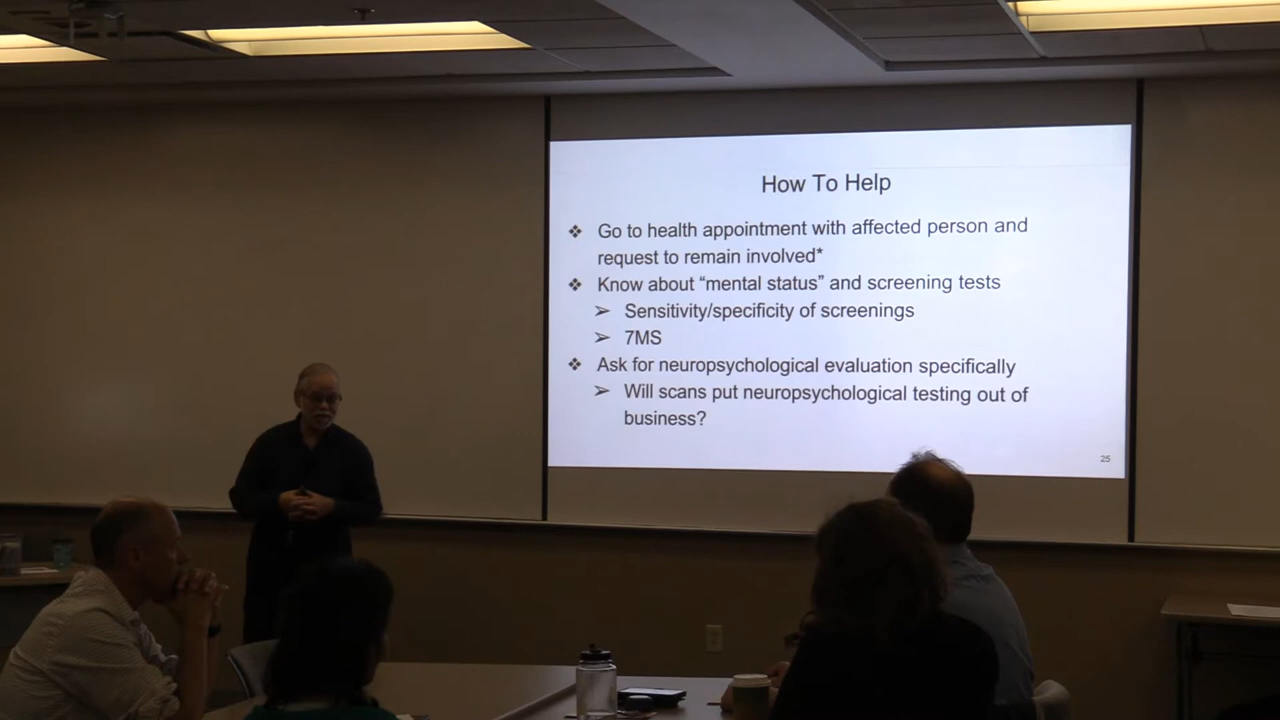 How To Help
❖ Go to health appointment with affected person and
request to remain involved*
❖ Know about “mental status” and screening tests
➢ Sensitivity/specificity of screenings
➢ 7MS
❖ Ask for neuropsychological evaluation specifically
➢ Will scans put neuropsychological testing out of
business?
25